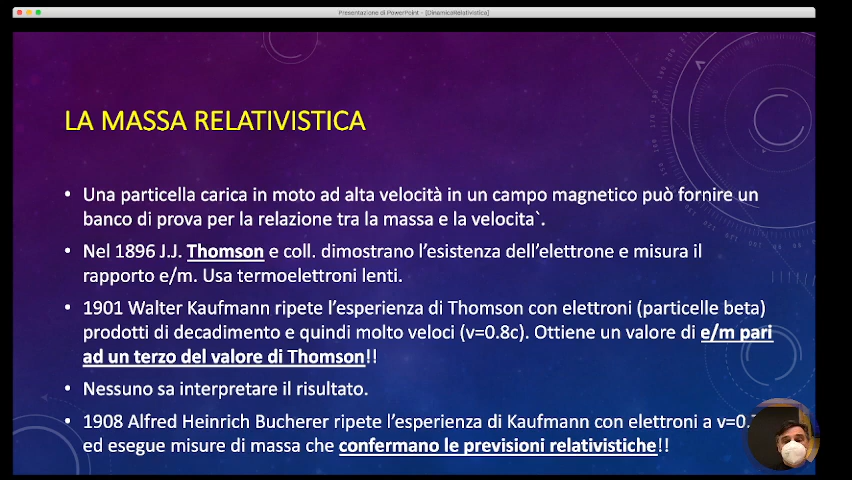 Presentazione di PowerPoint - [DinamicaRelativistica]
LA MASSA RELATIVISTICA
• Una particella carica in moto ad alta velocità in un campo magnetico può fornire un
banco di prova per la relazione tra la massa e la velocita`.
• Nel 1896 J.J. Thomson e coll. dimostrano l'esistenza dell'elettrone e misura il
rapporto e/m. Usa termoelettroni lenti.
• 1901 Walter Kaufmann ripete l'esperienza di Thomson con elettroni (particelle beta)
prodotti di decadimento e quindi molto veloci (v=0.8c). Ottiene un valore di e/m pari
ad un terzo del valore di Thomson!!
• Nessuno sa interpretare il risultato.
• 1908 Alfred Heinrich Bucherer ripete l'esperienza di Kaufmann con elettroni a
ed esegue misure di massa che confermano le previsioni relativistiche!!